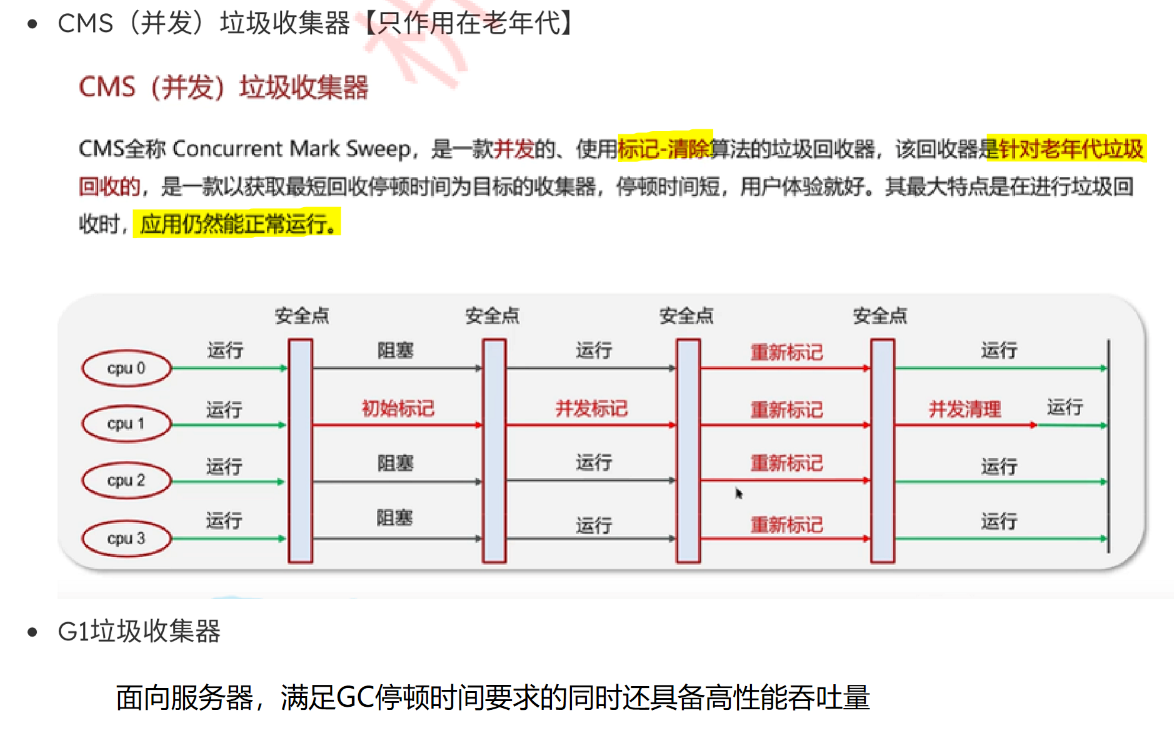 CMS（并发）垃圾收集器【只作用在老年代】
CMS（并发）垃圾收集器
CMS全称 Concurrent Mark Sweep，是一款并发的、使用标记-清除算法的垃圾回收器，该回收器是针对老年代垃圾
回收的，是一款以获取最短回收停顿时间为目标的收集器，停顿时间短，用户体验就好。其最大特点是在进行垃圾回
收时，应用仍然能正常运行。
安全点 安全点 安全点 安全点
cpu 0 运行 阻塞 运行 重新标记 运行
cpu 1 运行 初始标记 并发标记 重新标记 并发清理 运行
cpu 2 运行 阻塞 运行 重新标记 运行
cpu 3 运行 阻塞 运行 重新标记 运行
G1垃圾收集器
面向服务器，满足GC停顿时间要求的同时还具备高性能吞吐量